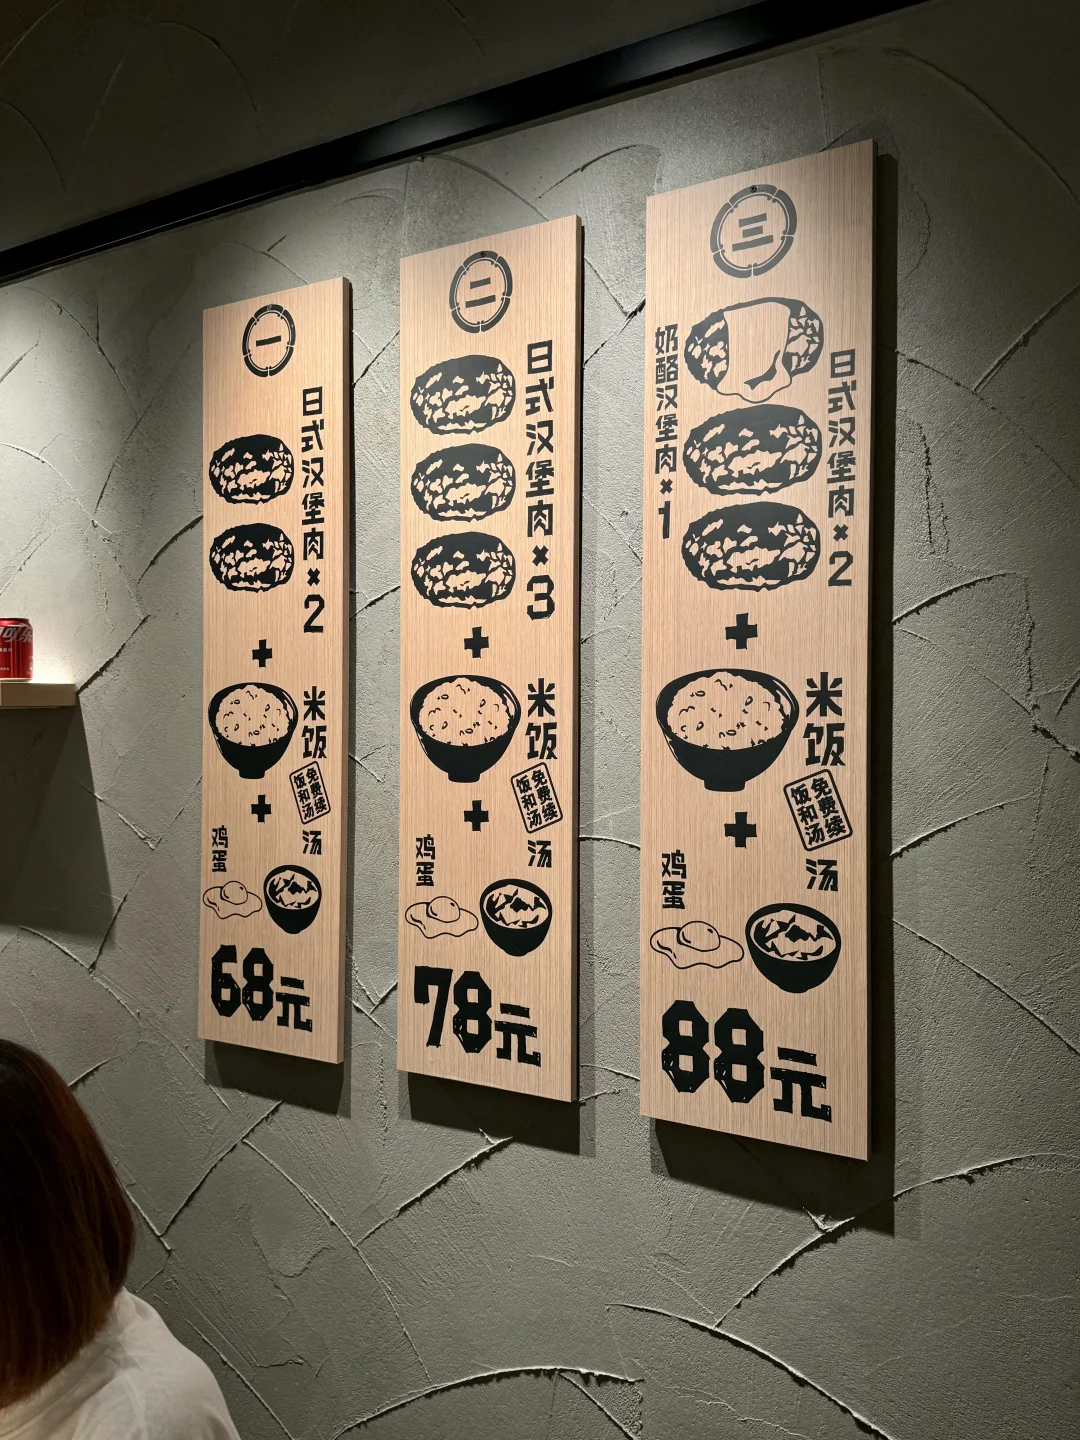 一
日式汉堡肉×2
+
米饭
免费续
饭和汤
+
鸡蛋
汤
68元
二
日式汉堡肉×3
+
米饭
免费续
饭和汤
+
鸡蛋
汤
78元
三
奶酪汉堡肉×1
日式汉堡肉×2
+
米饭
免费续
饭和汤
+
鸡蛋
汤
88元